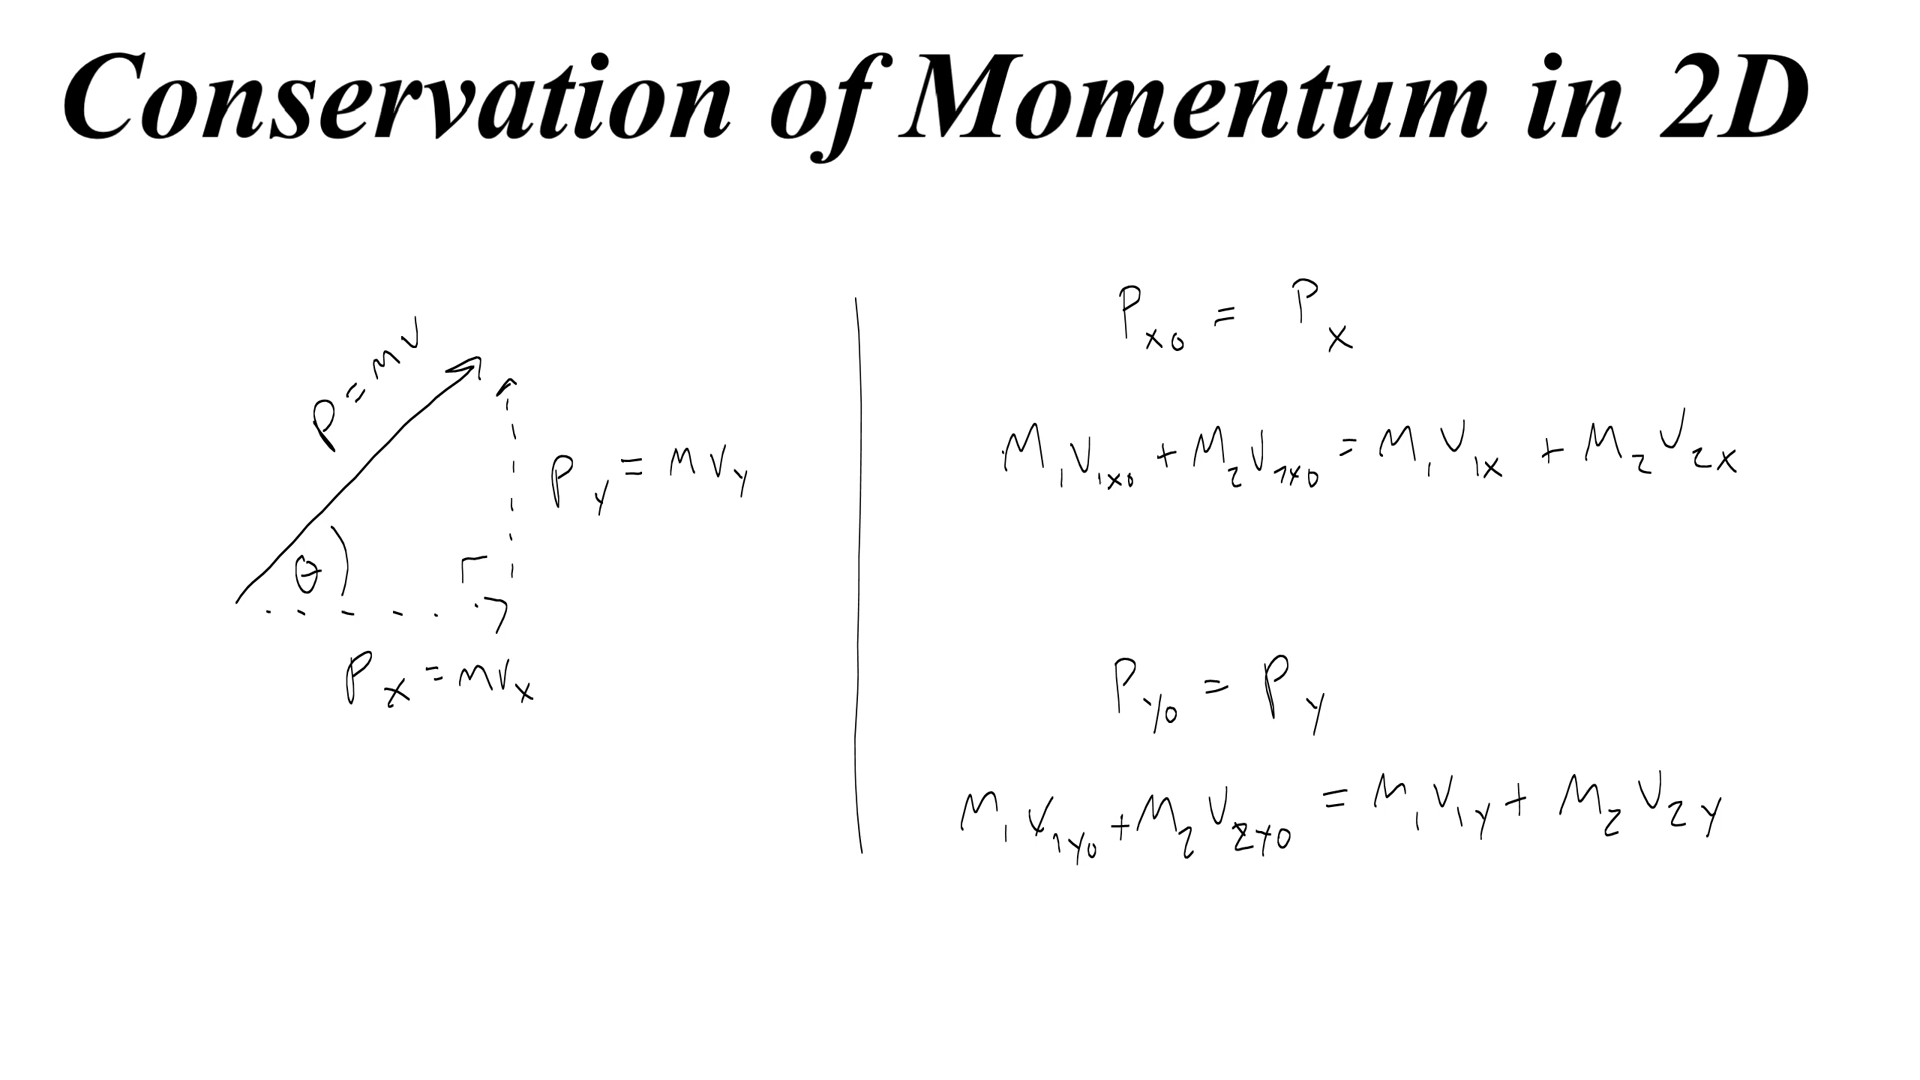 Conservation of Momentum in 2D
P = mv
θ
Py = mvy
Px = mvx
Px0 = Px
M1V1x0 + M2V2x0 = M1V1x + M2V2x
Py0 = Py
M1V1y0 + M2V2y0 = M1V1y + M2V2y